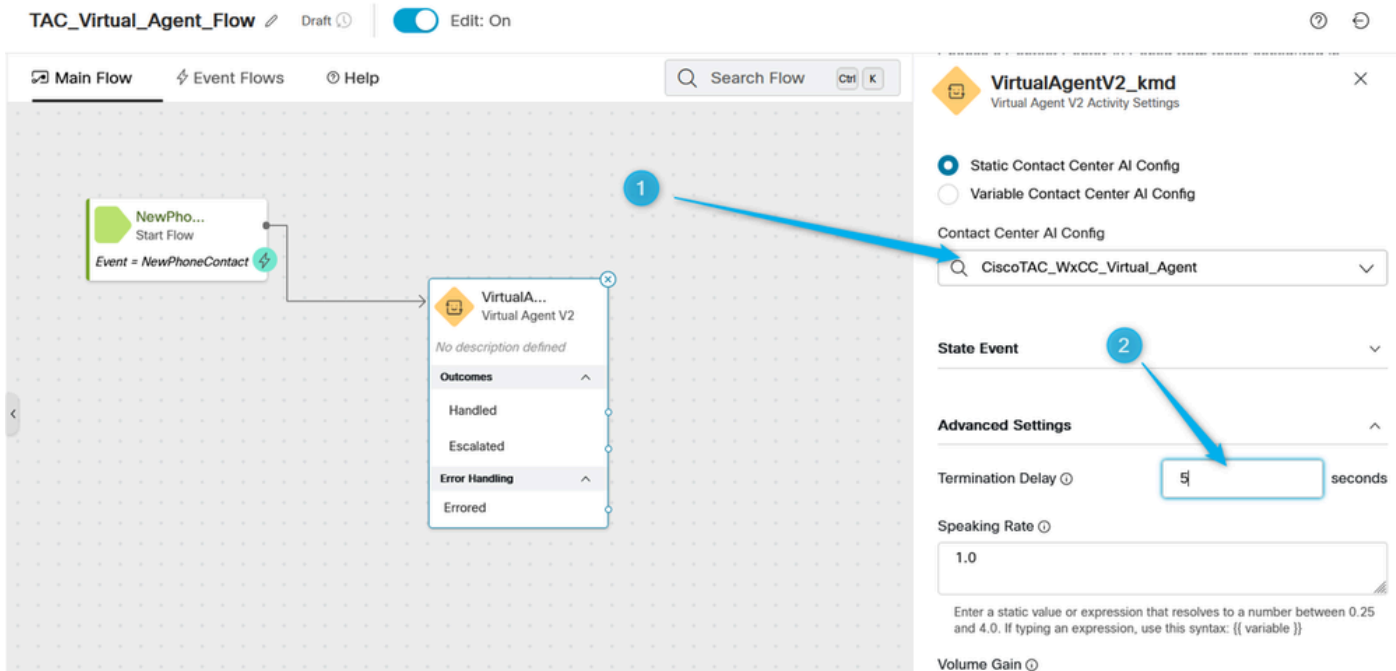 TAC_Virtual_Agent_Flow
Draft
Edit: On
Main Flow
Event Flows
Help
Search Flow
Ctrl K
NewPho...
Start Flow
Event = NewPhoneContact
VirtualA...
Virtual Agent V2
No description defined
Outcomes
Handled
Escalated
Error Handling
Errored
1
2
VirtualAgentV2_kmd
Virtual Agent V2 Activity Settings
Static Contact Center AI Config
Variable Contact Center AI Config
Contact Center AI Config
CiscoTAC_WxCC_Virtual_Agent
State Event
Advanced Settings
Termination Delay
5
seconds
Speaking Rate
1.0
Enter a static value or expression that resolves to a number between 0.25
and 4.0. If typing an expression, use this syntax: {{ variable }}
Volume Gain